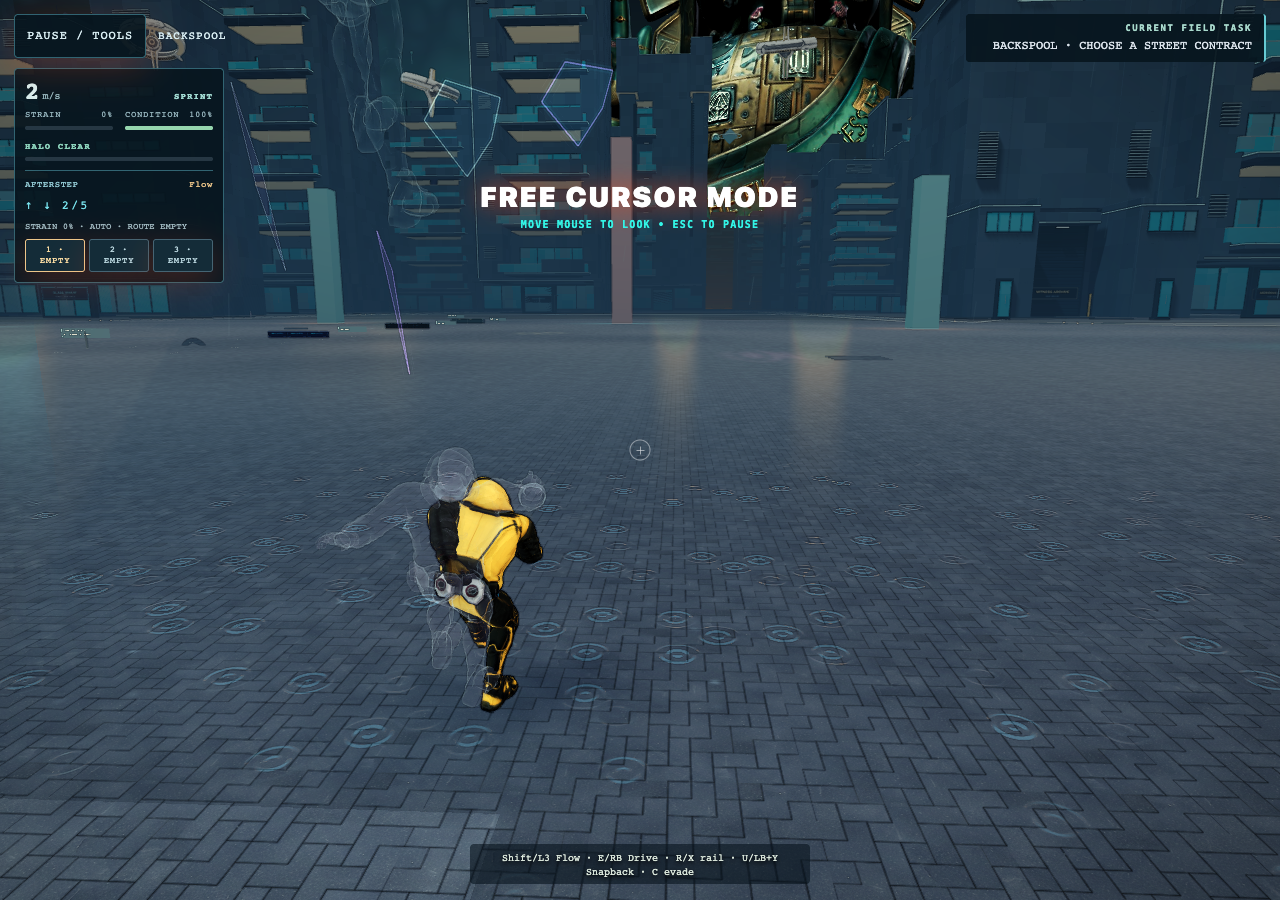 PAUSE / TOOLS
BACKSPOOL
CURRENT FIELD TASK
BACKSPOOL · CHOOSE A STREET CONTRACT
2 m/s
SPRINT
STRAIN 0%
CONDITION 100%
HALO CLEAR
AFTERSTEP
Flow
↑ ↓ 2/5
STRAIN 0% · AUTO · ROUTE EMPTY
1 · EMPTY
2 · EMPTY
3 · EMPTY
FREE CURSOR MODE
MOVE MOUSE TO LOOK • ESC TO PAUSE
Shift/L3 Flow · E/RB Drive · R/X rail · U/LB+Y
Snapback · C evade